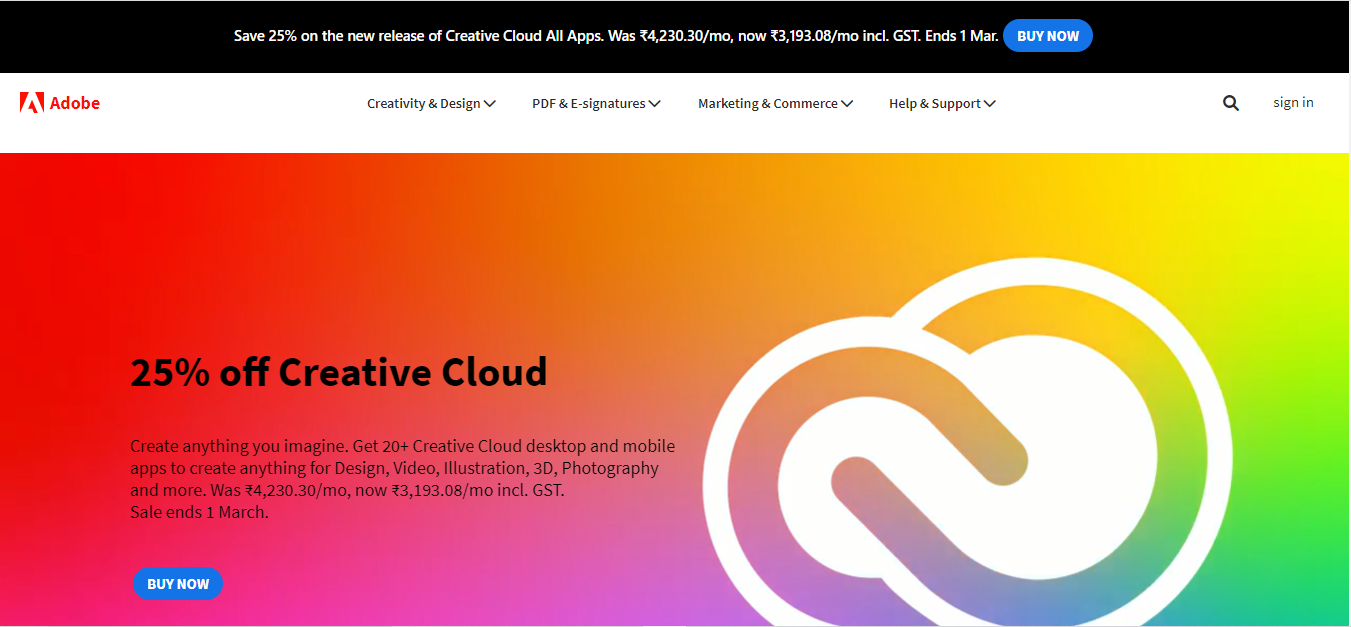 Save 25% on the new release of Creative Cloud All Apps. Was ₹4,230.30/mo, now ₹3,193.08/mo incl. GST. Ends 1 Mar. BUY NOW
Adobe Creativity & Design PDF & E-signatures Marketing & Commerce Help & Support sign in
25% off Creative Cloud
Create anything you imagine. Get 20+ Creative Cloud desktop and mobile
apps to create anything for Design, Video, Illustration, 3D, Photography
and more. Was ₹4,230.30/mo, now ₹3,193.08/mo incl. GST.
Sale ends 1 March.
BUY NOW